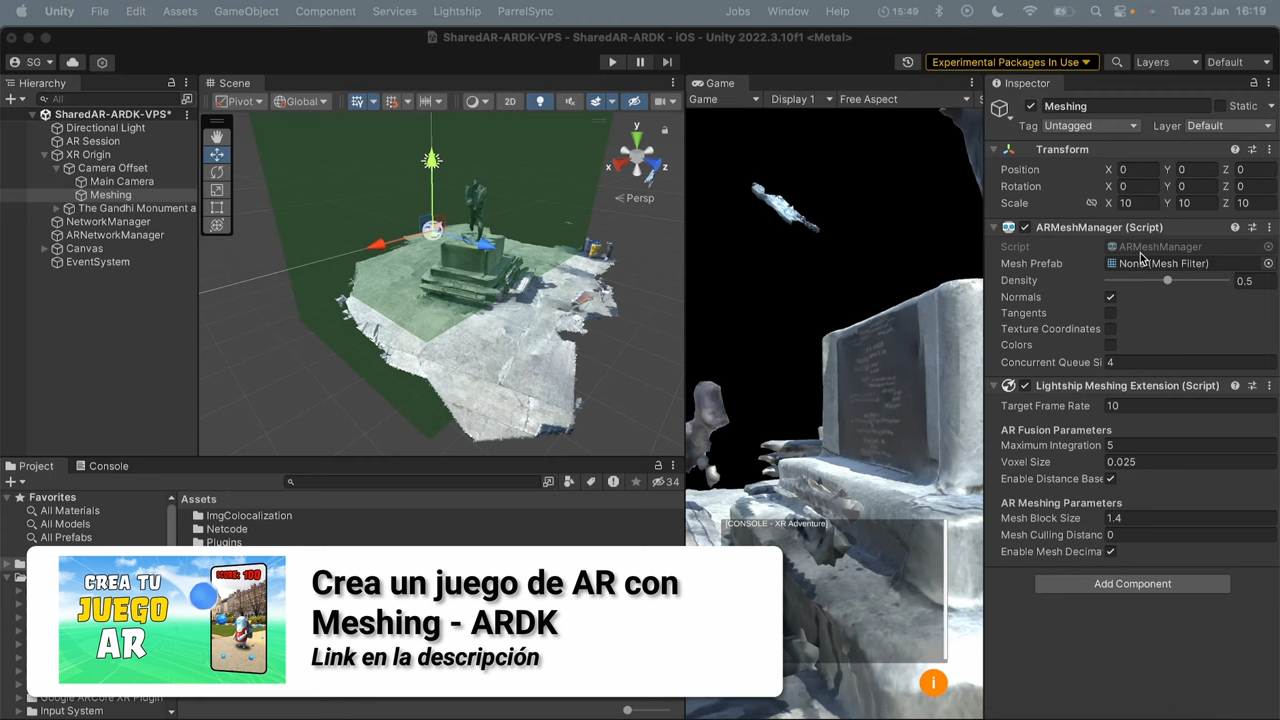 Unity File Edit Assets GameObject Component Services Lightship ParrelSync Jobs Window Help 15:49 Tue 23 Jan 16:19
SharedAR-ARDK-VPS - SharedAR-ARDK - iOS - Unity 2022.3.10f1 <Metal>
SG Experimental Packages In Use Layers Default
Hierarchy
All
SharedAR-ARDK-VPS*
Directional Light
AR Session
XR Origin
Camera Offset
Main Camera
Meshing
The Gandhi Monument a
NetworkManager
ARNetworkManager
Canvas
EventSystem
Scene
Pivot Global 2D
y
x z
Persp
Game
Game Display 1 Free Aspect
[CONSOLE - XR Adventure]
i
Inspector
Meshing Static
Tag Untagged Layer Default
Transform
Position X 0 Y 0 Z 0
Rotation X 0 Y 0 Z 0
Scale X 10 Y 10 Z 10
ARMeshManager (Script)
Script ARMeshManager
Mesh Prefab None (Mesh Filter)
Density 0.5
Normals
Tangents
Texture Coordinates
Colors
Concurrent Queue Si 4
Lightship Meshing Extension (Script)
Target Frame Rate 10
AR Fusion Parameters
Maximum Integration 5
Voxel Size 0.025
Enable Distance Base
AR Meshing Parameters
Mesh Block Size 1.4
Mesh Culling Distanc 0
Enable Mesh Decima
Add Component
Project Console
34
Favorites
All Materials
All Models
All Prefabs
Assets
ImgColocalization
Netcode
Plugins
CREA TU
JUEGO
AR
SCORE: 100
Crea un juego de AR con
Meshing - ARDK
Link en la descripción
Google ARCore XR Plugin
Input System